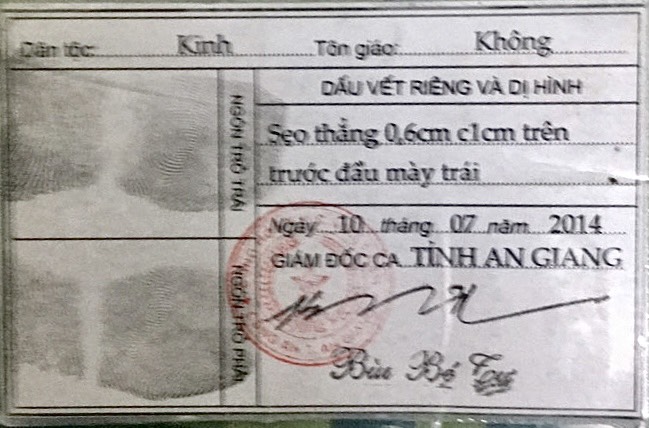 Dân tộc: Kinh Tôn giáo: Không
DẤU VẾT RIÊNG VÀ DỊ HÌNH
Sẹo thẳng 0,6cm c1cm trên
trước đầu mày trái
Ngày 10 tháng 07 năm 2014
GIÁM ĐỐC CA. TỈNH AN GIANG
Bùi Bé
NGÓN TRỎ TRÁI
NGÓN TRỎ PHẢI